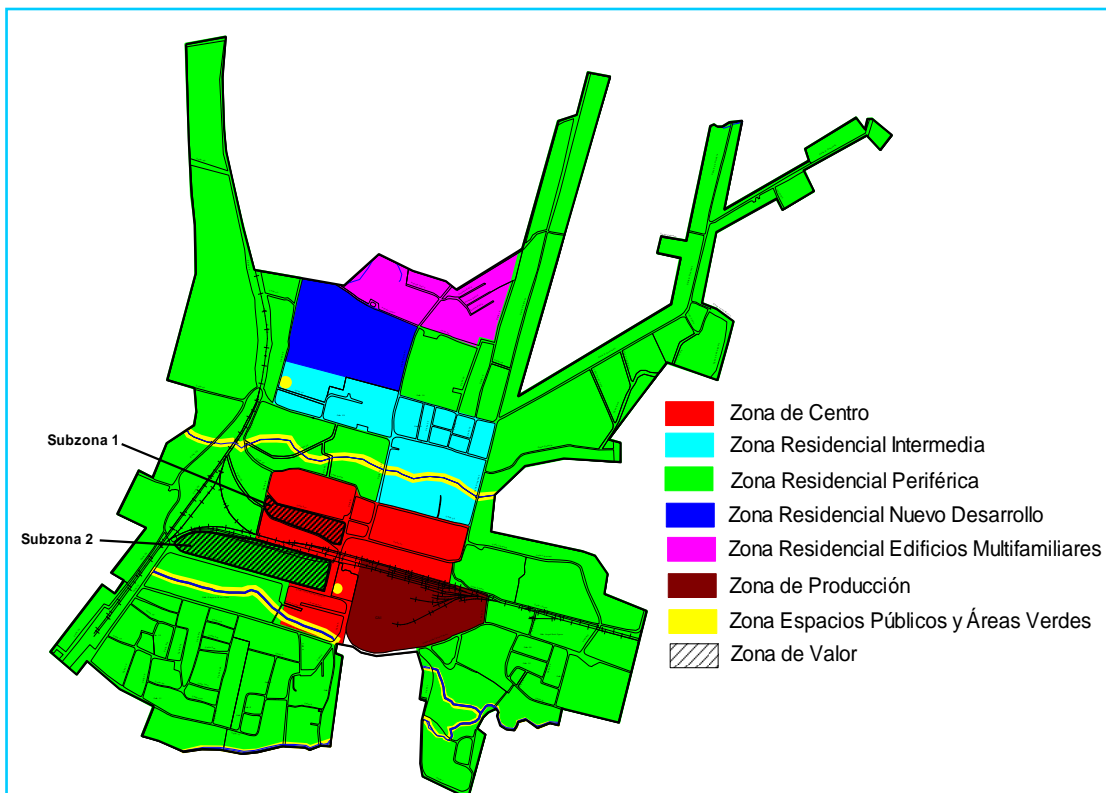 Subzona 1
Subzona 2
Zona de Centro
Zona Residencial Intermedia
Zona Residencial Periférica
Zona Residencial Nuevo Desarrollo
Zona Residencial Edificios Multifamiliares
Zona de Producción
Zona Espacios Públicos y Áreas Verdes
Zona de Valor